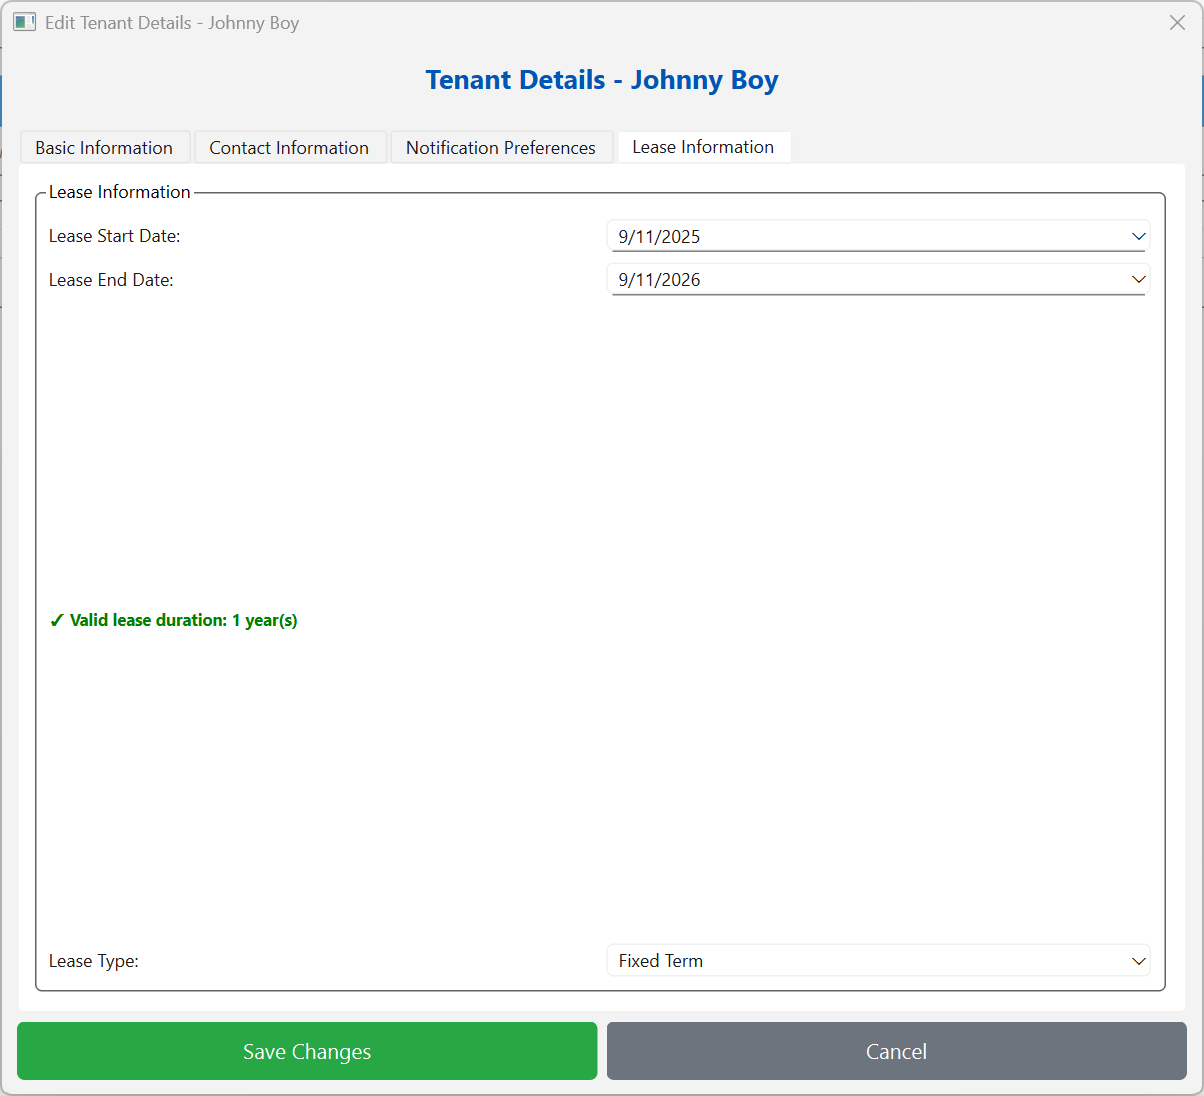 Edit Tenant Details - Johnny Boy
Tenant Details - Johnny Boy
Basic Information
Contact Information
Notification Preferences
Lease Information
Lease Information
Lease Start Date:
9/11/2025
Lease End Date:
9/11/2026
✓ Valid lease duration: 1 year(s)
Lease Type:
Fixed Term
Save Changes
Cancel